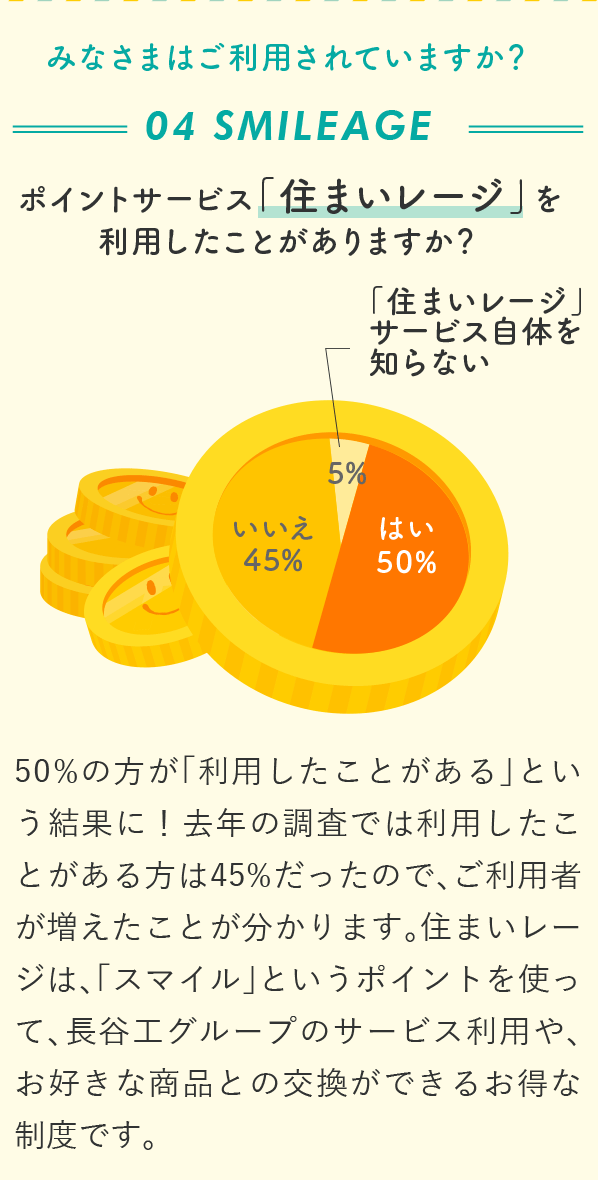 みなさまはご利用されていますか?
04 SMILEAGE
ポイントサービス「住まいレージ」を
利用したことがありますか?
「住まいレージ」
サービス自体を
知らない
5%
いいえ
45%
はい
50%
50%の方が「利用したことがある」とい
う結果に！去年の調査では利用したこ
とがある方は45%だったので、ご利用者
が増えたことが分かります。住まいレー
ジは、「スマイル」というポイントを使っ
て、長谷工グループのサービス利用や、
お好きな商品との交換ができるお得な
制度です。